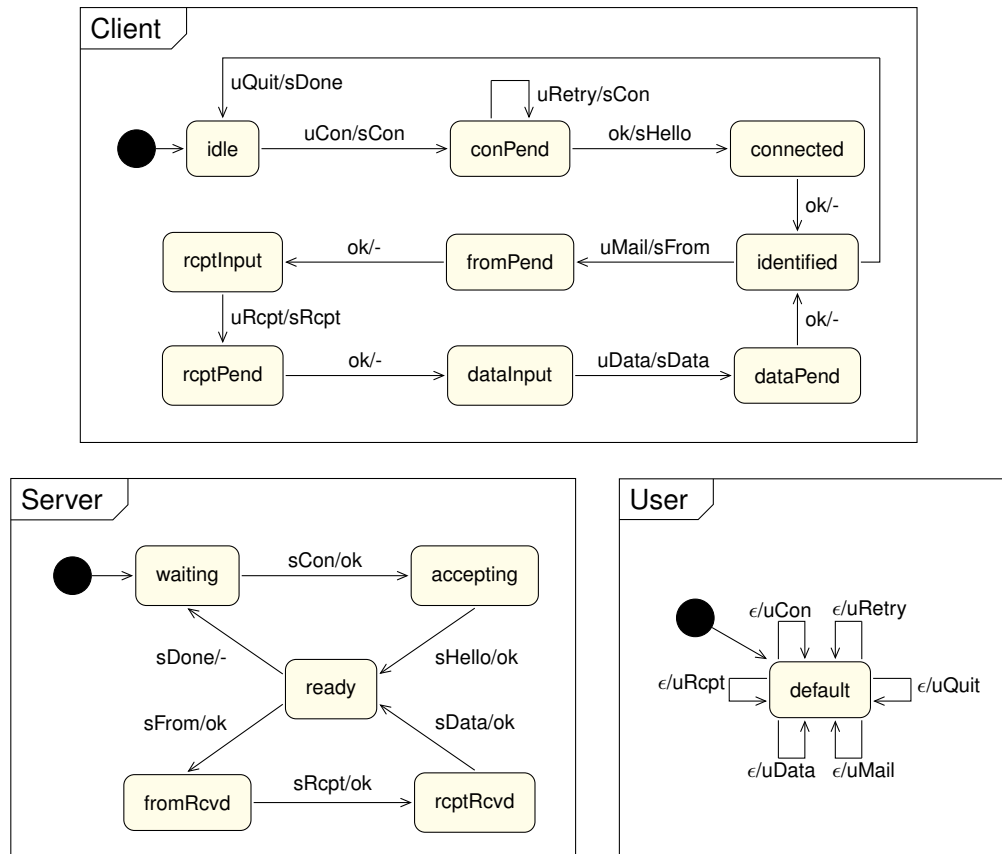 Client
uQuit/sDone
uRetry/sCon
idle
uCon/sCon
conPend
ok/sHello
connected
ok/-
rcptInput
ok/-
fromPend
uMail/sFrom
identified
uRcpt/sRcpt
ok/-
rcptPend
ok/-
dataInput
uData/sData
dataPend
Server
waiting
sCon/ok
accepting
sDone/-
sHello/ok
ready
sFrom/ok
sData/ok
fromRcvd
sRcpt/ok
rcptRcvd
User
ϵ/uCon
ϵ/uRetry
ϵ/uRcpt
default
ϵ/uQuit
ϵ/uData
ϵ/uMail